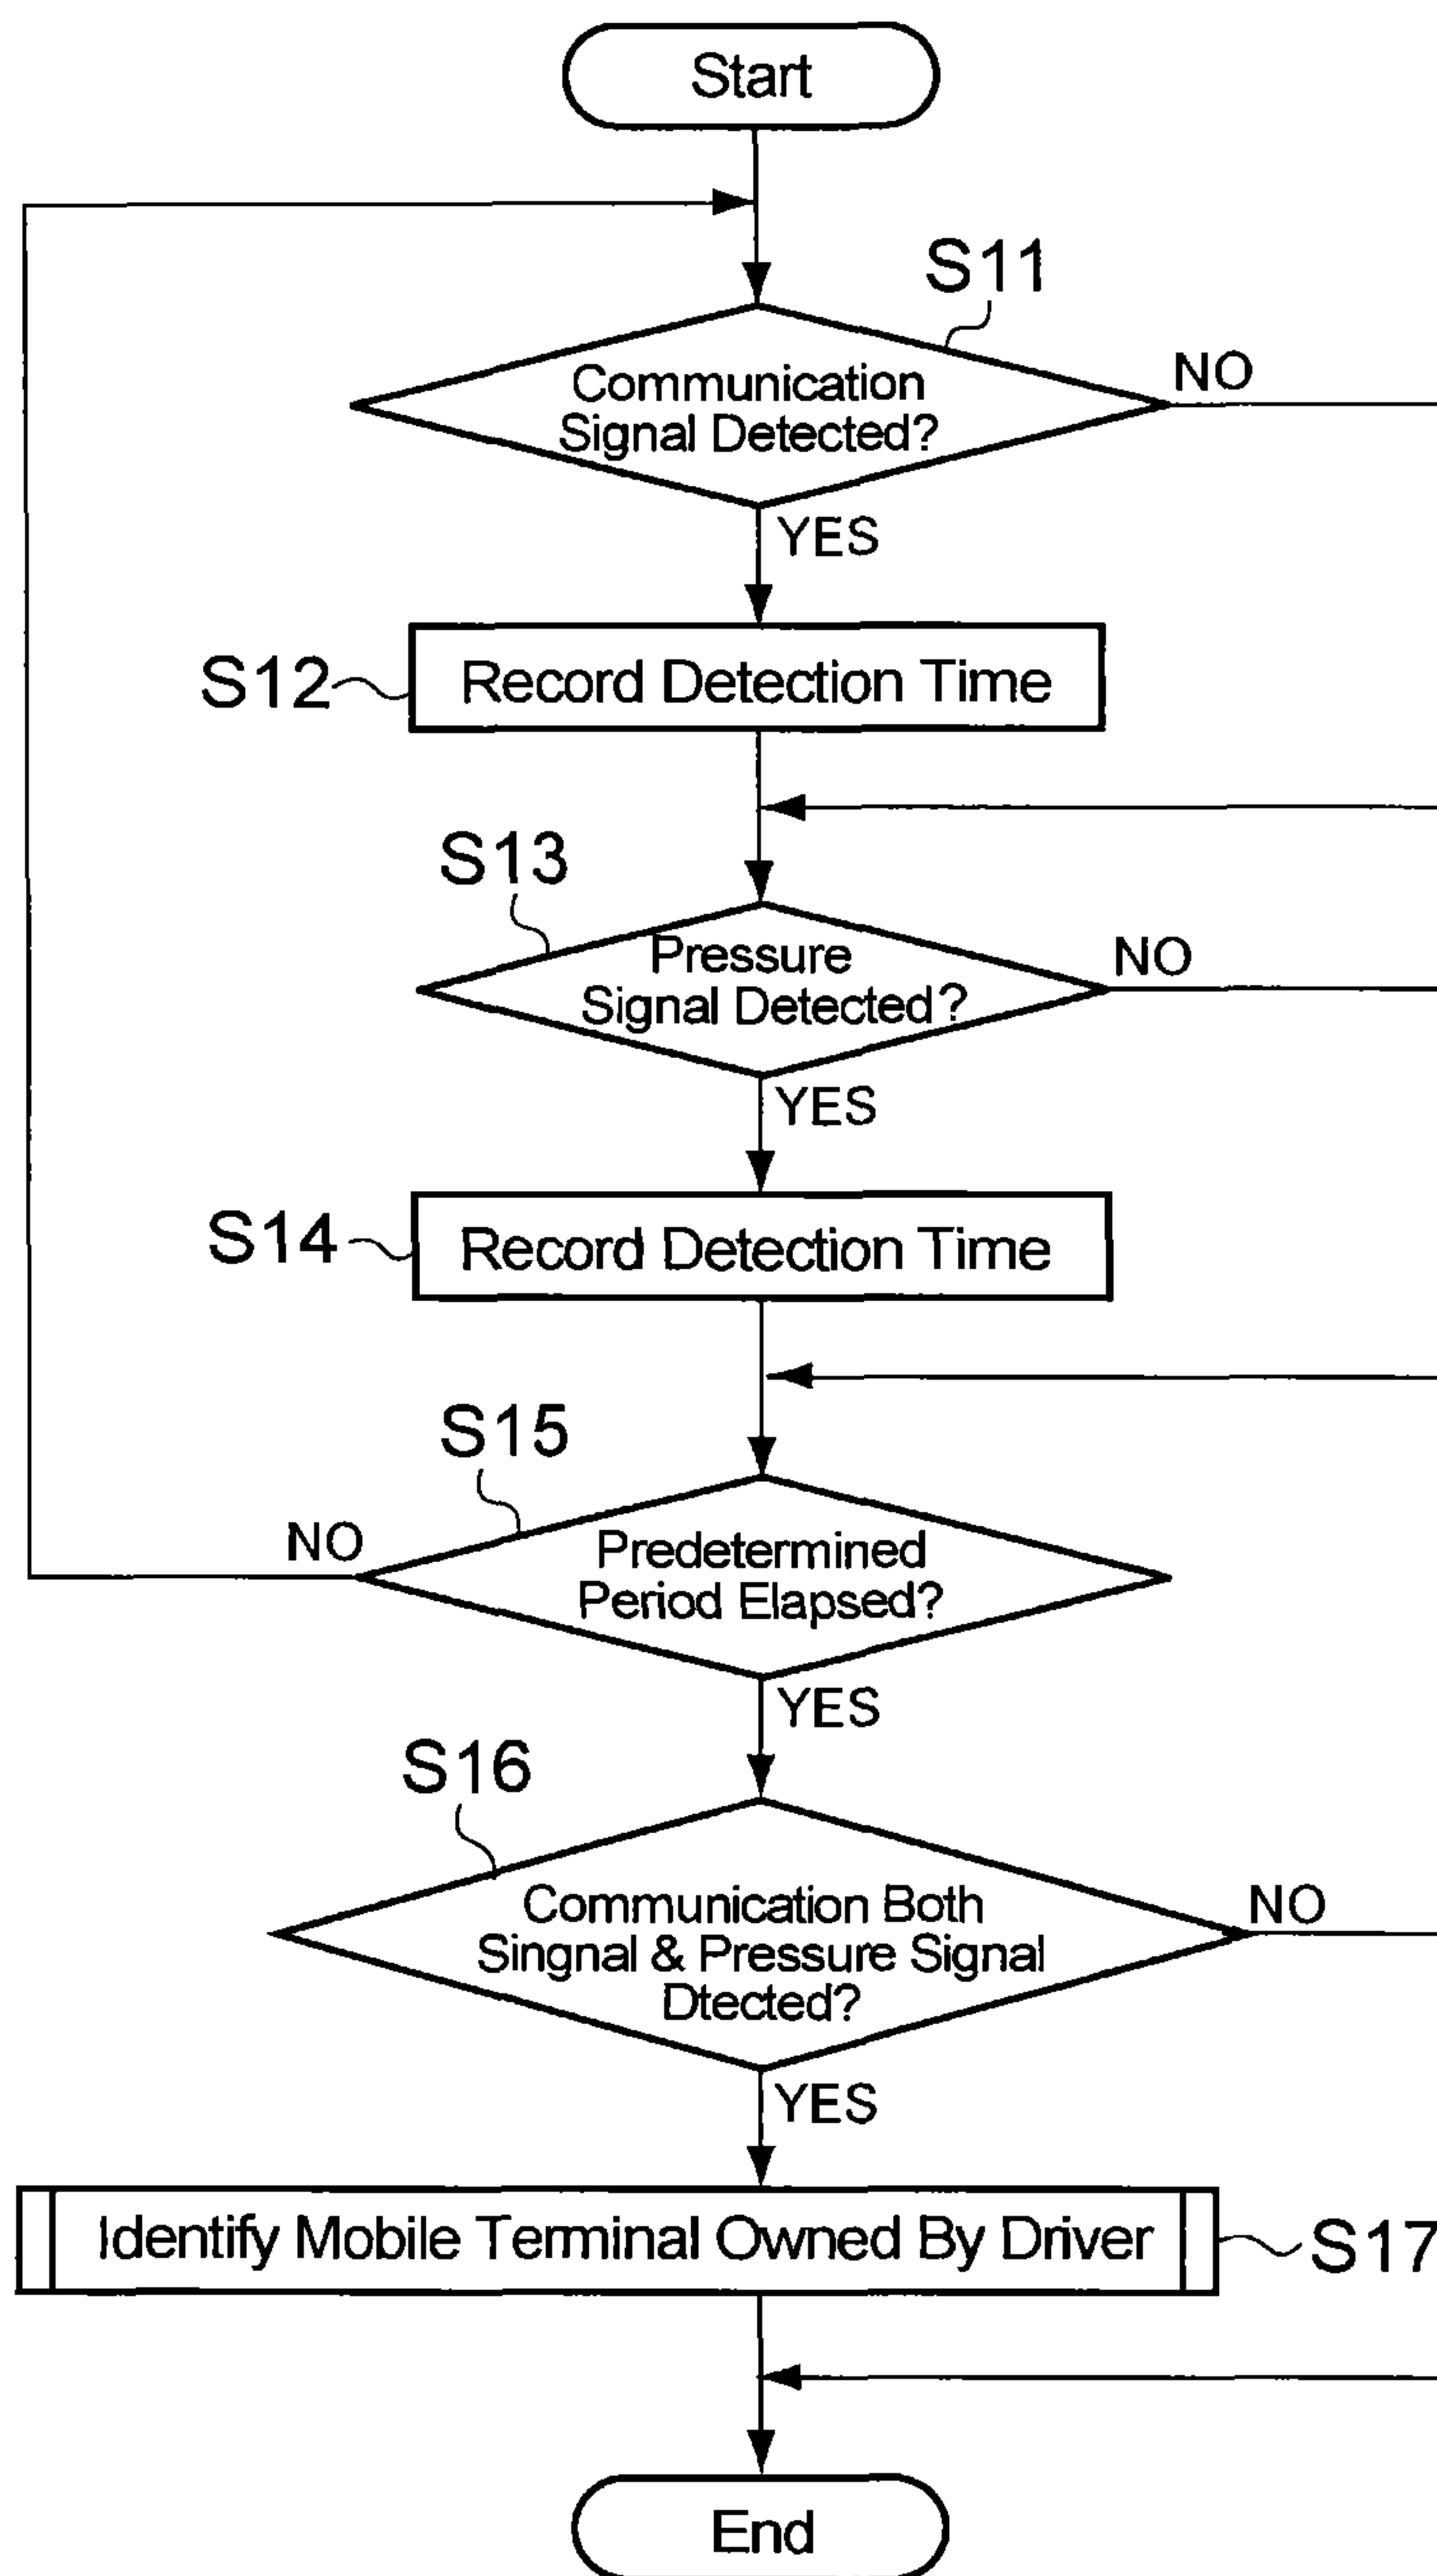 Start
S11
Communication
Signal Detected?
NO
YES
S12
Record Detection Time
S13
Pressure
Signal Detected?
NO
YES
S14
Record Detection Time
S15
NO
Predetermined
Period Elapsed?
YES
S16
Communication Both
Singnal & Pressure Signal
Dtected?
NO
YES
Identify Mobile Terminal Owned By Driver
S17
End